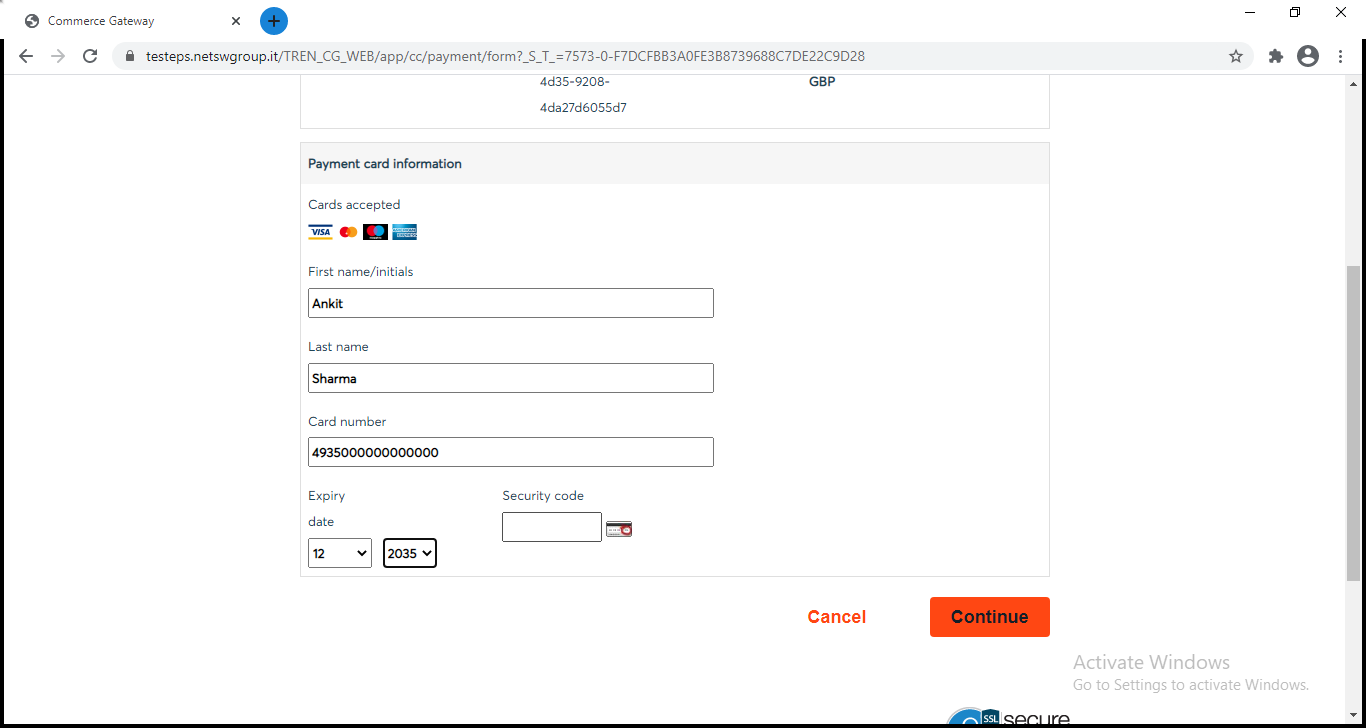 Commerce Gateway
testeps.netswgroup.it/TREN_CG_WEB/app/cc/payment/form?_S_T_=7573-0-F7DCFBB3A0FE3B8739688C7DE22C9D28
4d35-9208- GBP
4da27d6055d7
Payment card information
Cards accepted
VISA
First name/initials
Ankit
Last name
Sharma
Card number
4935000000000000
Expiry Security code
date
12 2035
Cancel Continue
Activate Windows
Go to Settings to activate Windows.
SSL secure